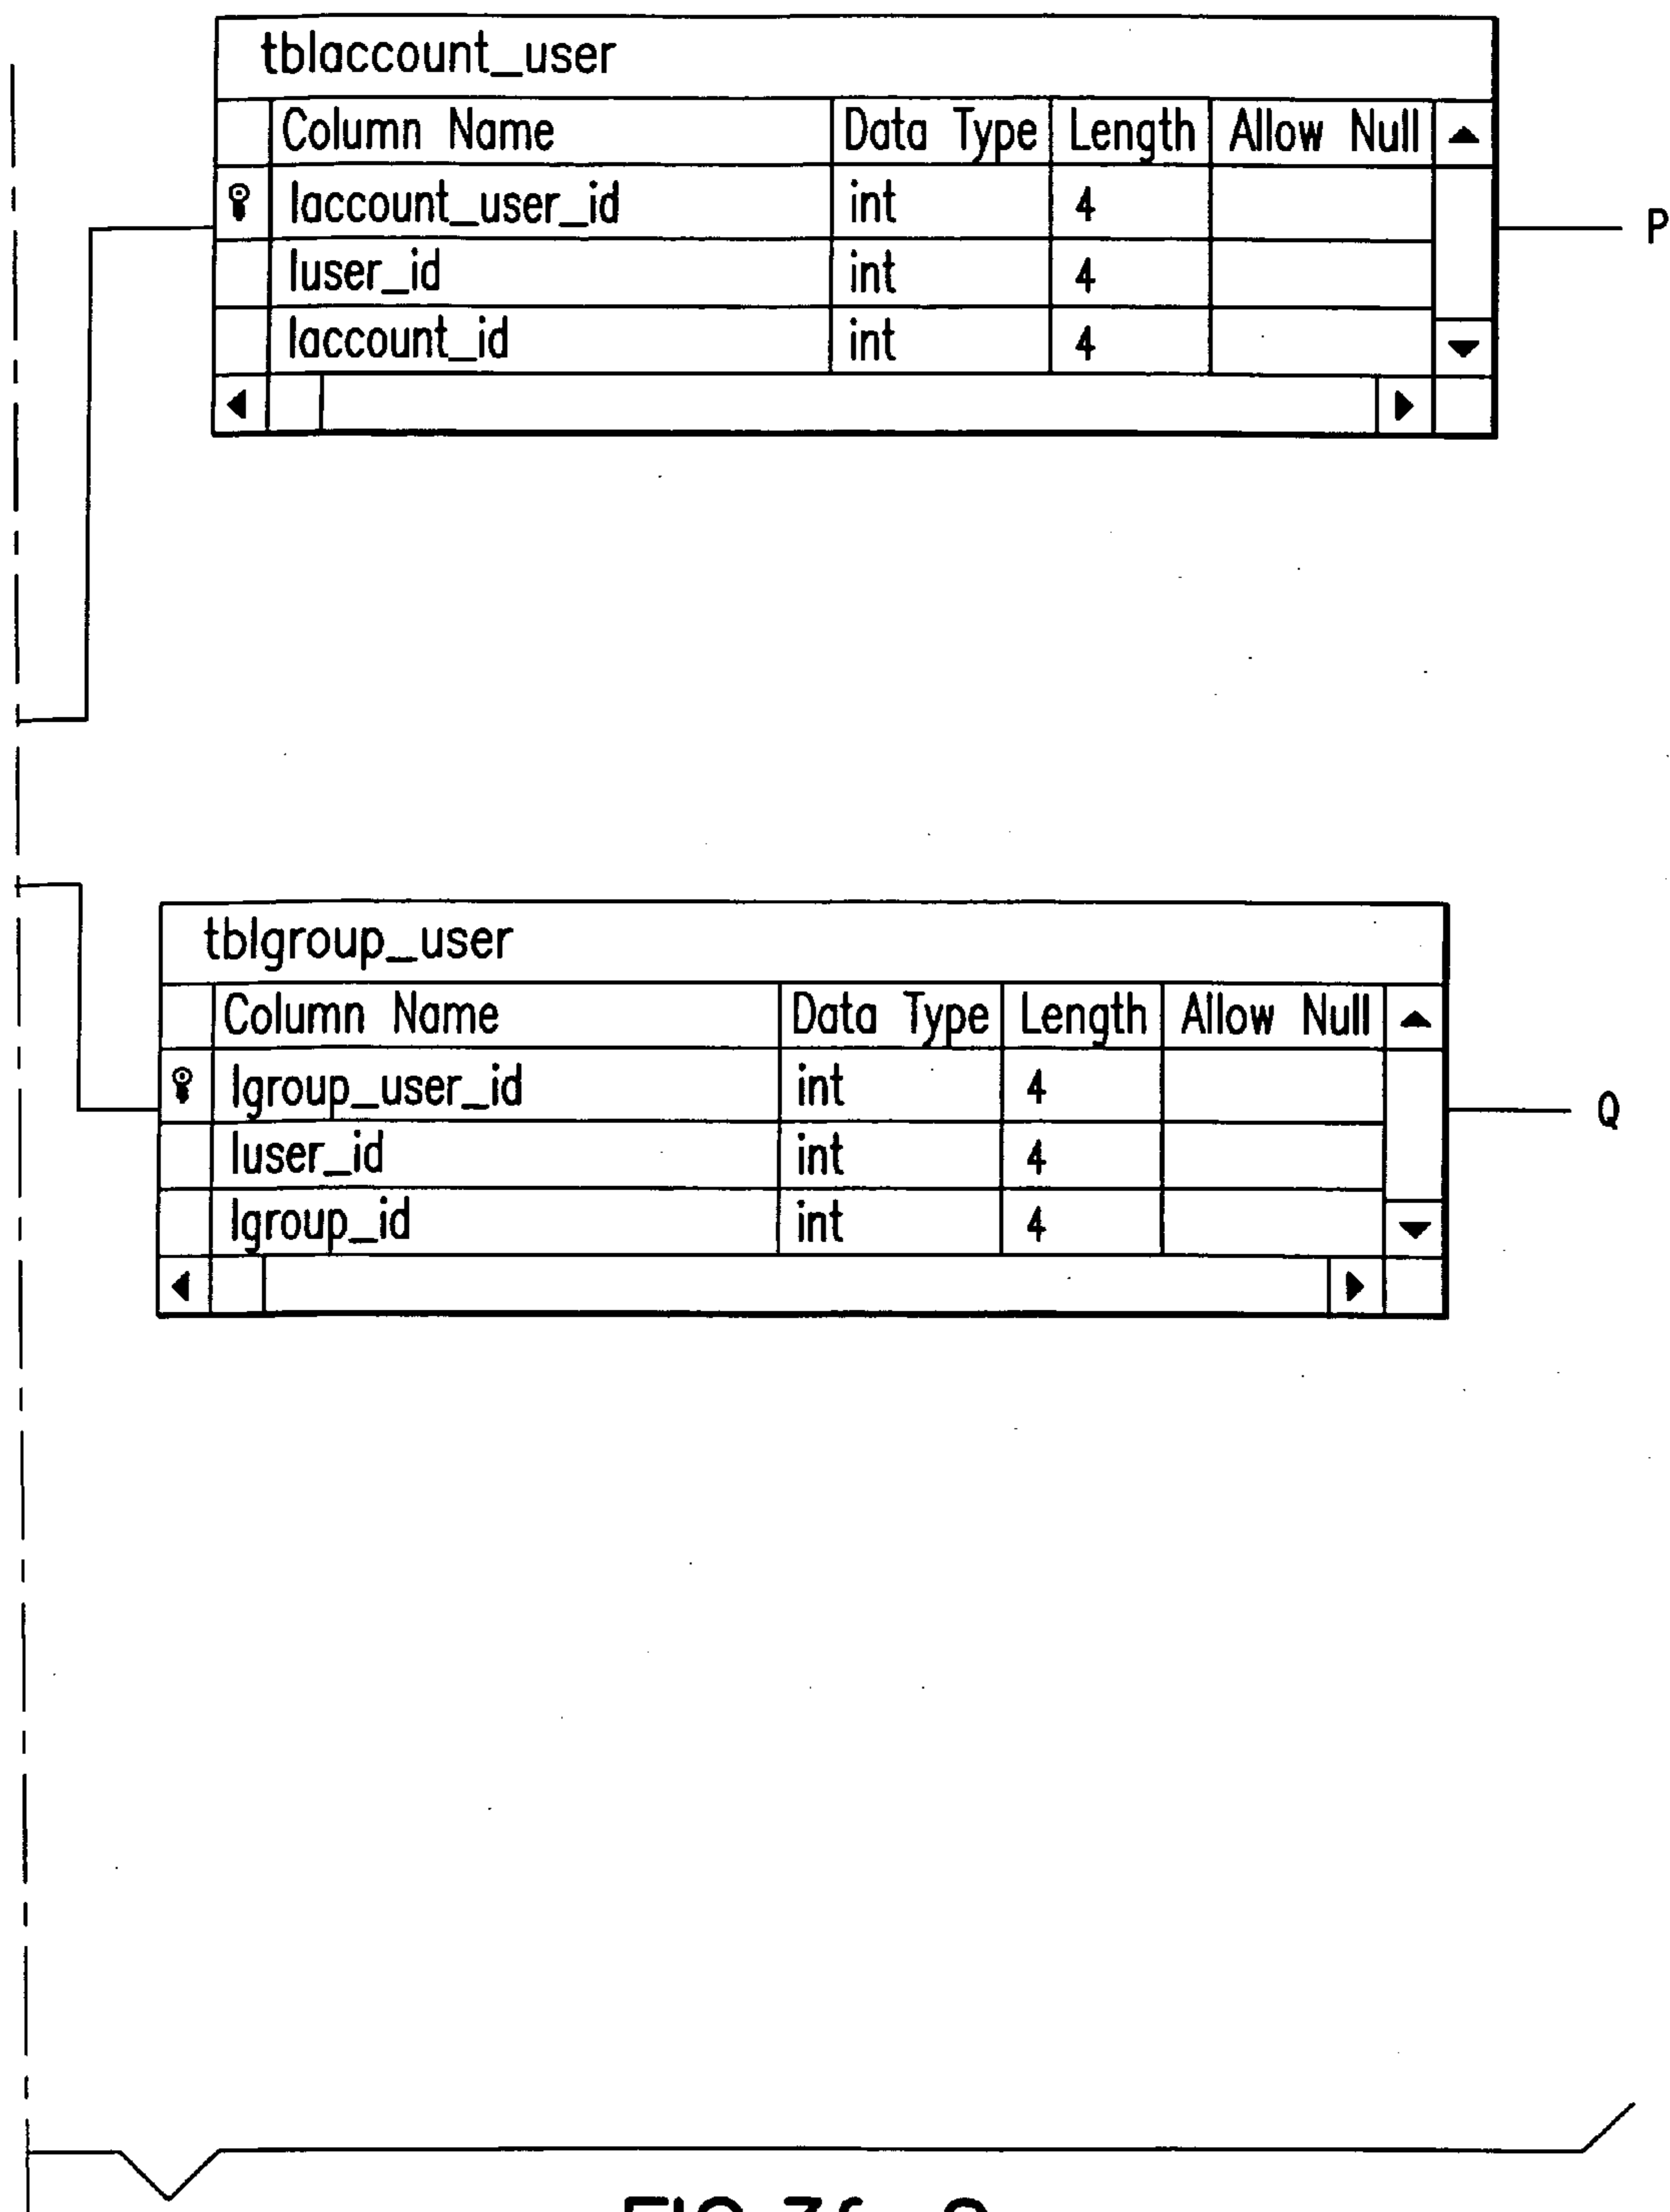 tblaccount_user
Column Name Data Type Length Allow Null
laccount_user_id int 4
luser_id int 4
P
laccount_id int 4
tblgroup_user
Column Name Data Type Length Allow Null
lgroup_user_id int 4
Q
luser_id int 4
lgroup_id int 4